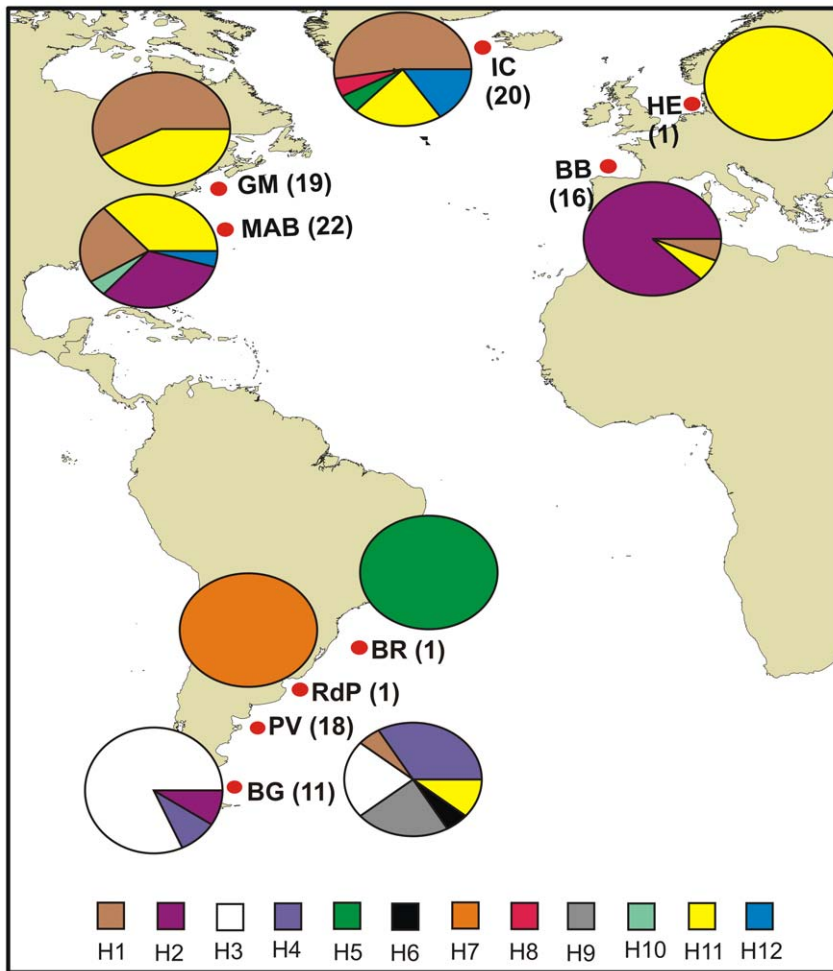 IC
(20)
HE
(1)
BB
(16)
GM (19)
MAB (22)
BR (1)
RdP (1)
PV (18)
BG (11)
H1 H2 H3 H4 H5 H6 H7 H8 H9 H10 H11 H12